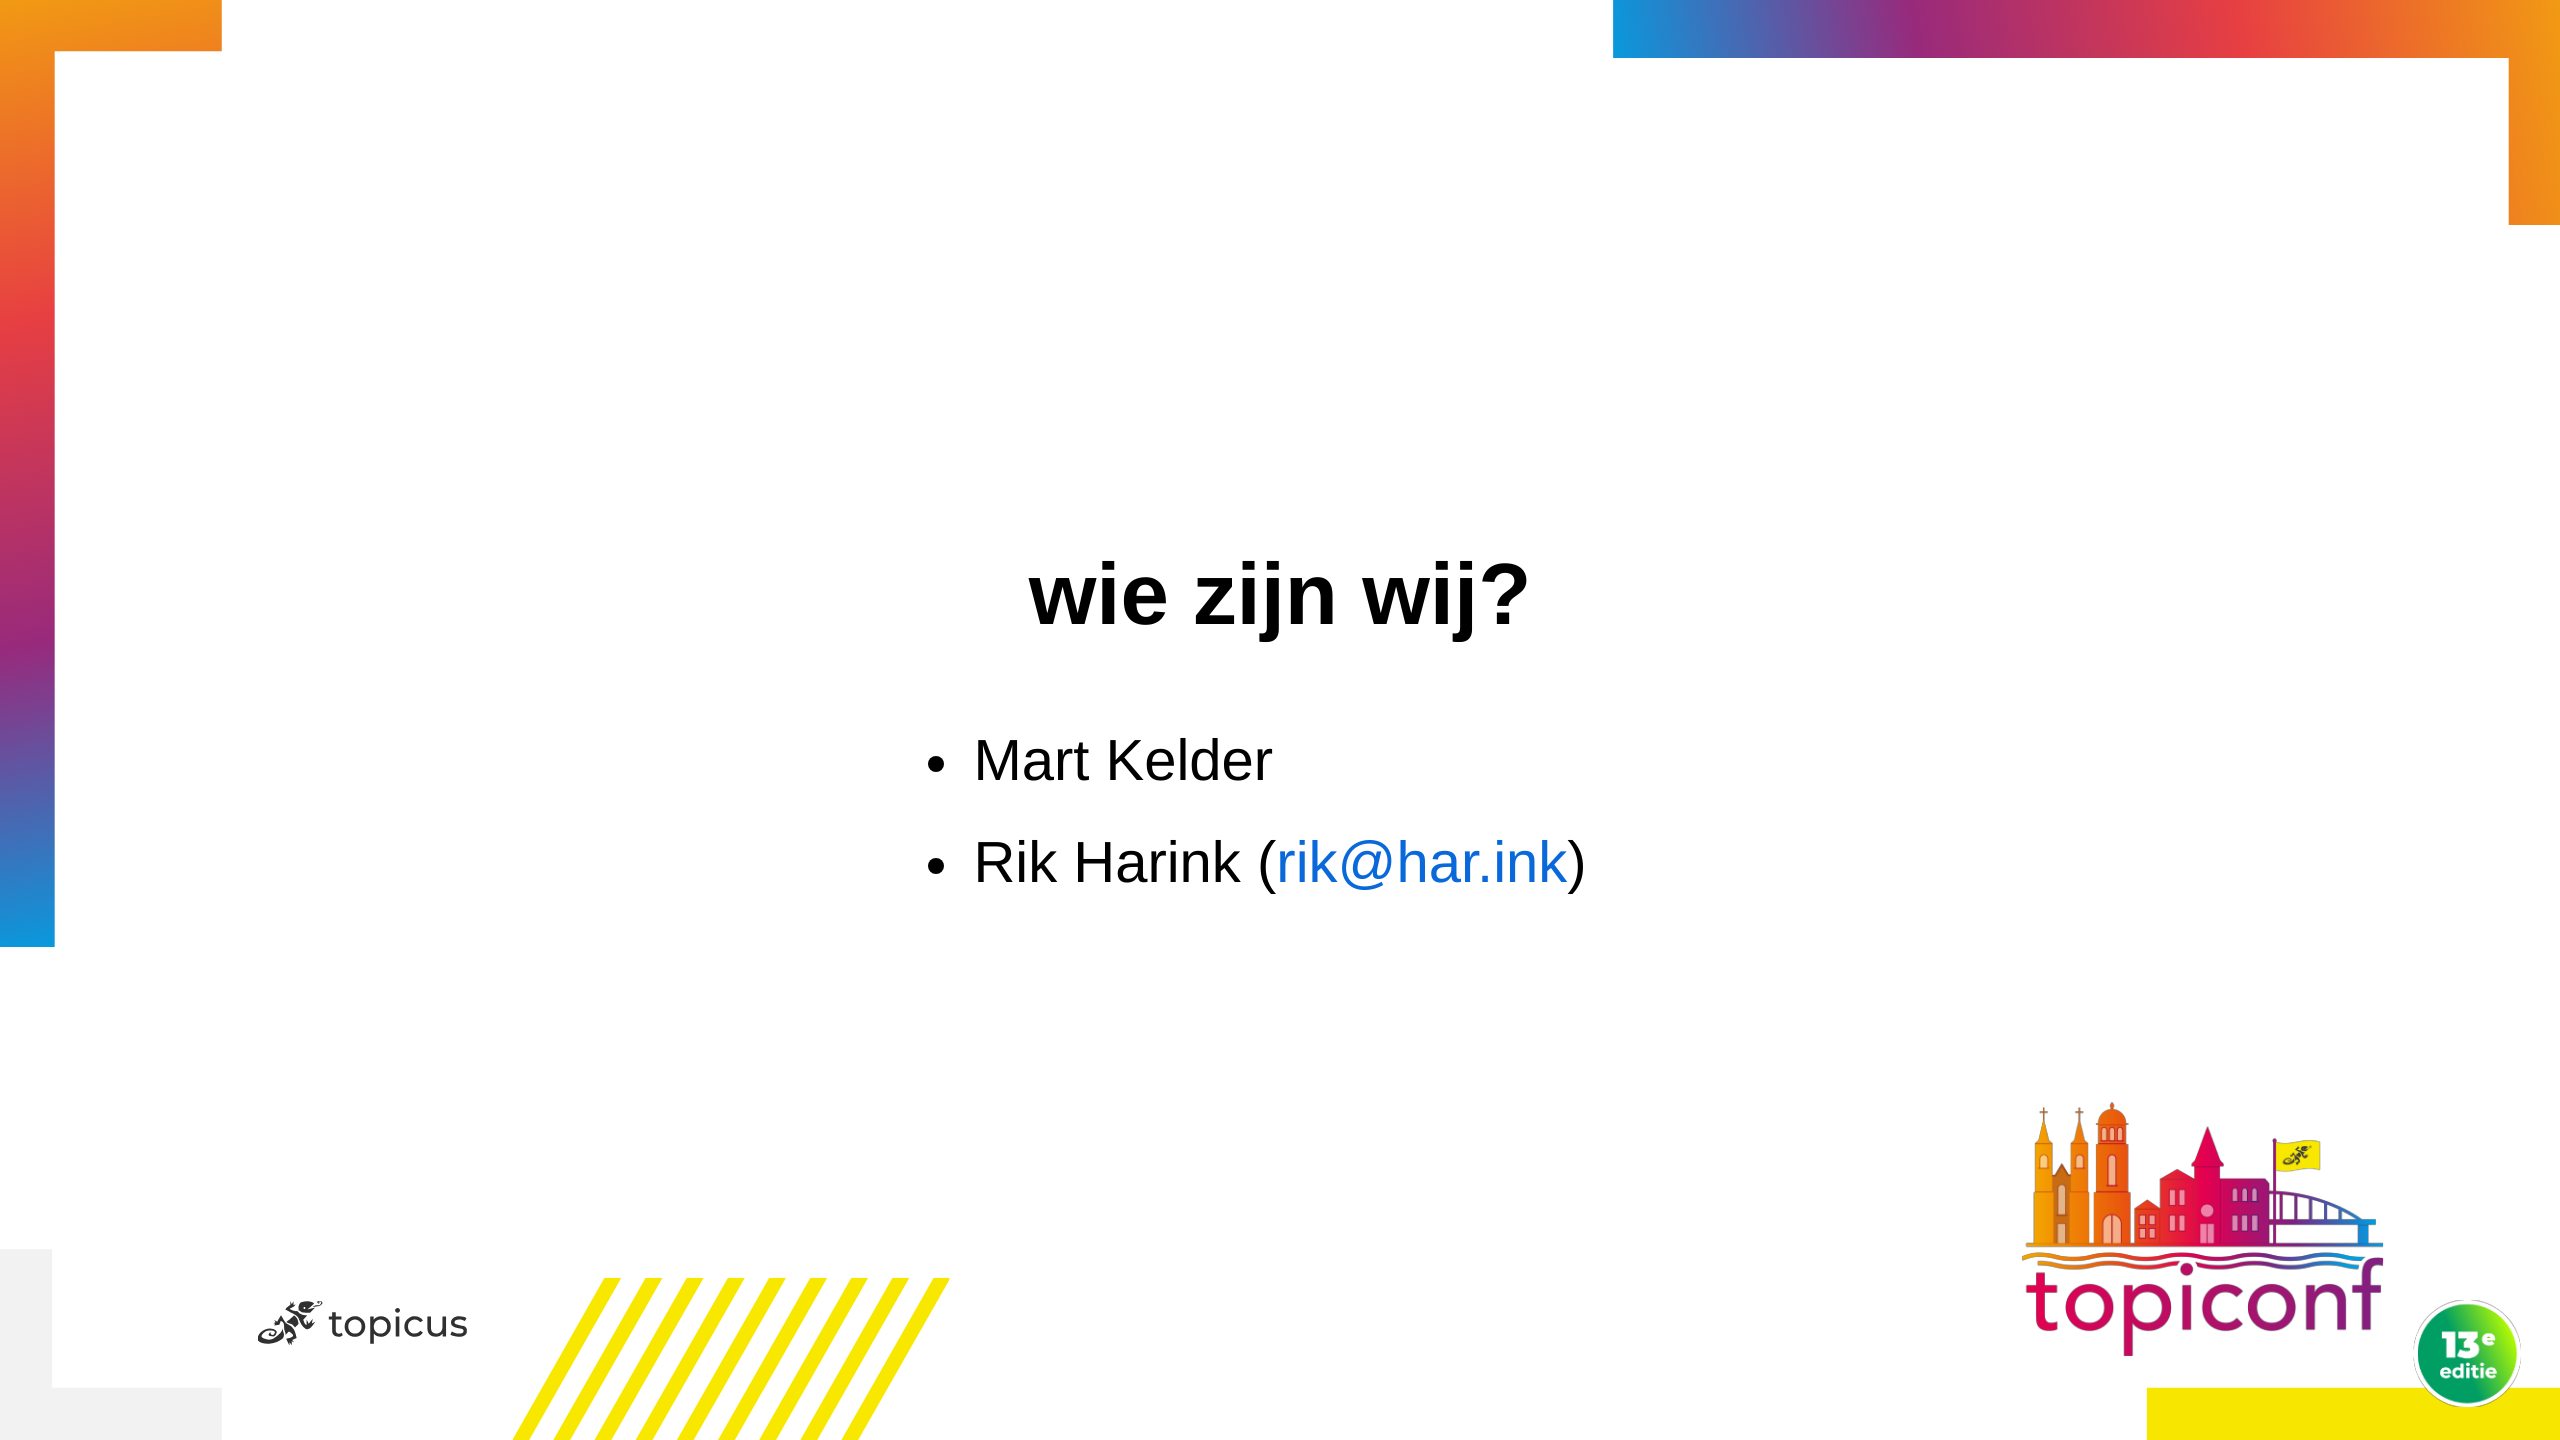 wie zijn wij?
Mart Kelder
Rik Harink (rik@har.ink)
topicus
topiconf
13e
editie